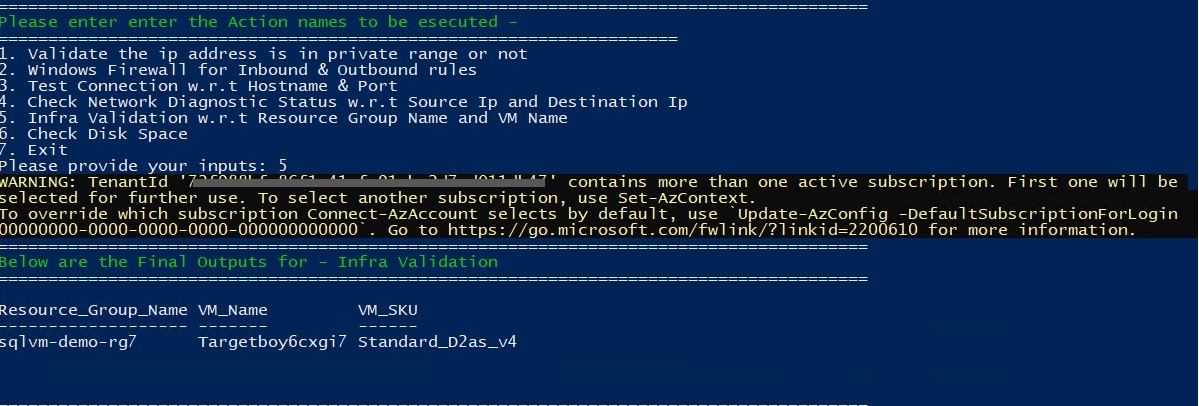 =======================================================================================
Please enter enter the Action names to be esecuted -
====================================================================
1. Validate the ip address is in private range or not
2. Windows Firewall for Inbound & Outbound rules
3. Test Connection w.r.t Hostname & Port
4. Check Network Diagnostic Status w.r.t Source Ip and Destination Ip
5. Infra Validation w.r.t Resource Group Name and VM Name
6. Check Disk Space
7. Exit
Please provide your inputs: 5
WARNING: TenantId ' ' contains more than one active subscription. First one will be
selected for further use. To select another subscription, use Set-AzContext.
To override which subscription Connect-AzAccount selects by default, use `Update-AzConfig -DefaultSubscriptionForLogin
00000000-0000-0000-0000-000000000000`. Go to https://go.microsoft.com/fwlink/?linkid=2200610 for more information.
=======================================================================================
Below are the Final Outputs for - Infra Validation
=======================================================================================
Resource_Group_Name VM_Name VM_SKU
------------------- ------- ------
sqlvm-demo-rg7 Targetboy6cxgi7 Standard_D2as_v4
=======================================================================================